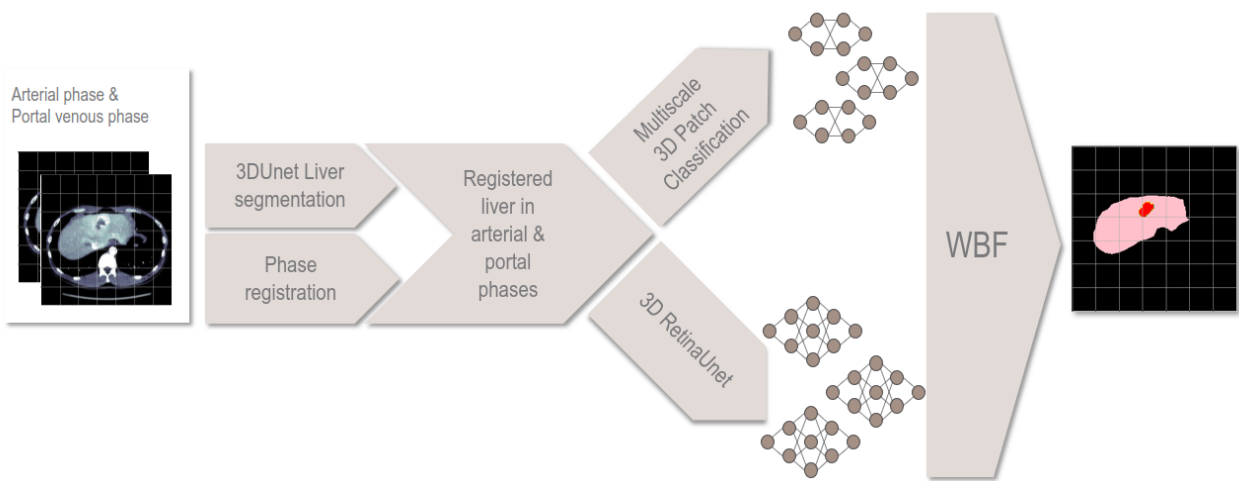 Arterial phase &
Portal venous phase
3DUnet Liver
segmentation
Phase
registration
Registered
liver in
arterial &
portal
phases
Multiscale
3D Patch
Classification
3D RetinaUnet
WBF